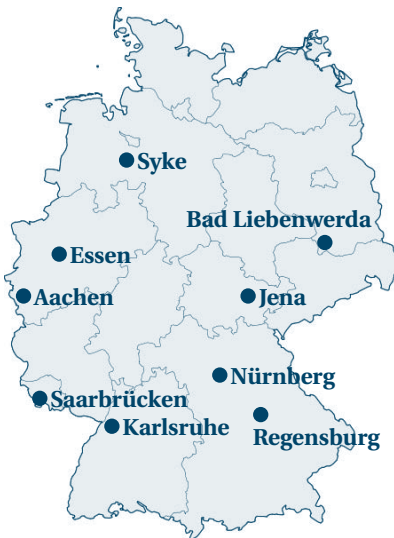 Syke
Bad Liebenwerda
Essen
Aachen
Jena
Nürnberg
Saarbrücken
Karlsruhe
Regensburg